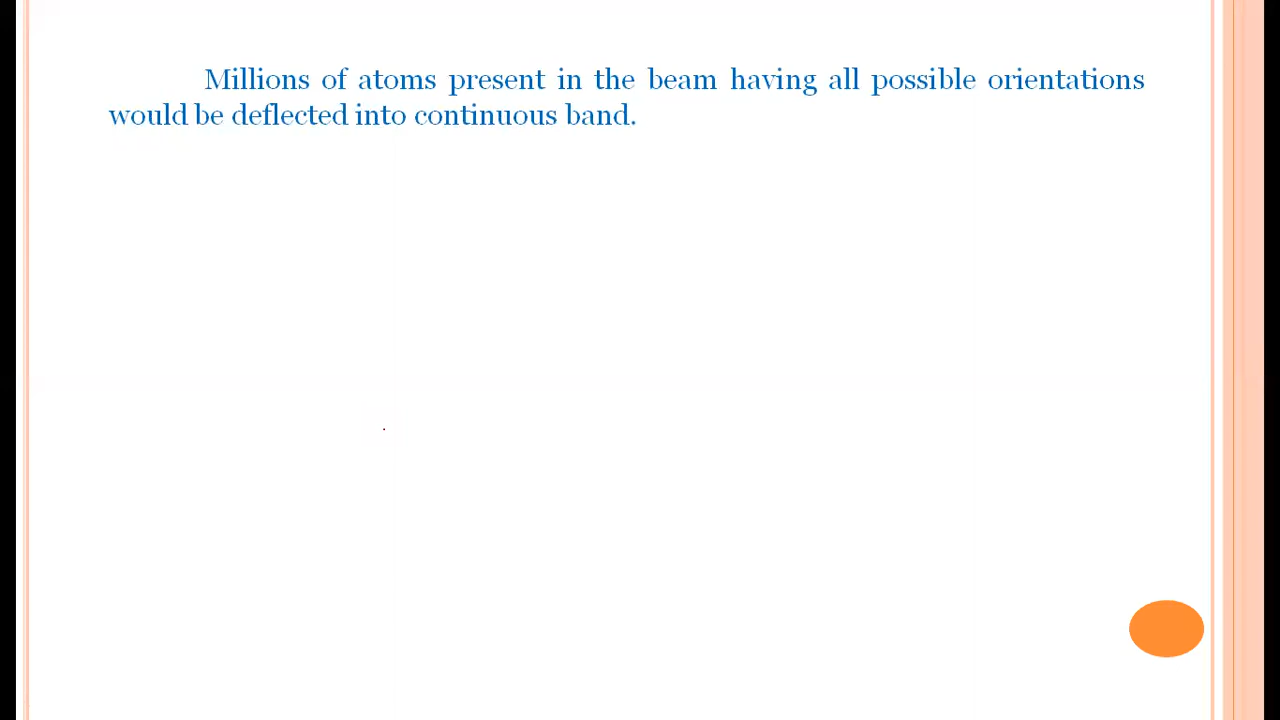 Millions of atoms present in the beam having all possible orientations
would be deflected into continuous band.